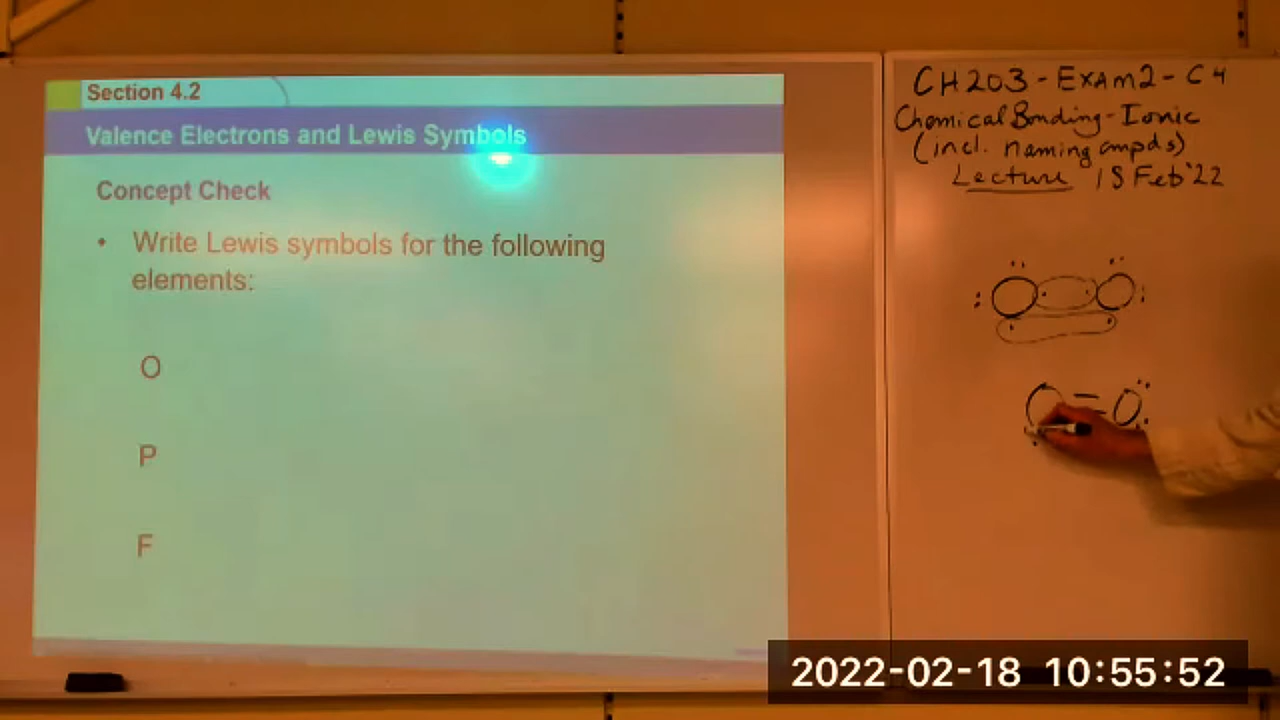 Section 4.2
Valence Electrons and Lewis Symbols
Concept Check
• Write Lewis symbols for the following
elements:
O
P
F
CH203 - EXAM2 - C4
Chemical Bonding - Ionic
(incl. naming cmpds)
Lecture 18 Feb '22
O = O
2022-02-18 10:55:52